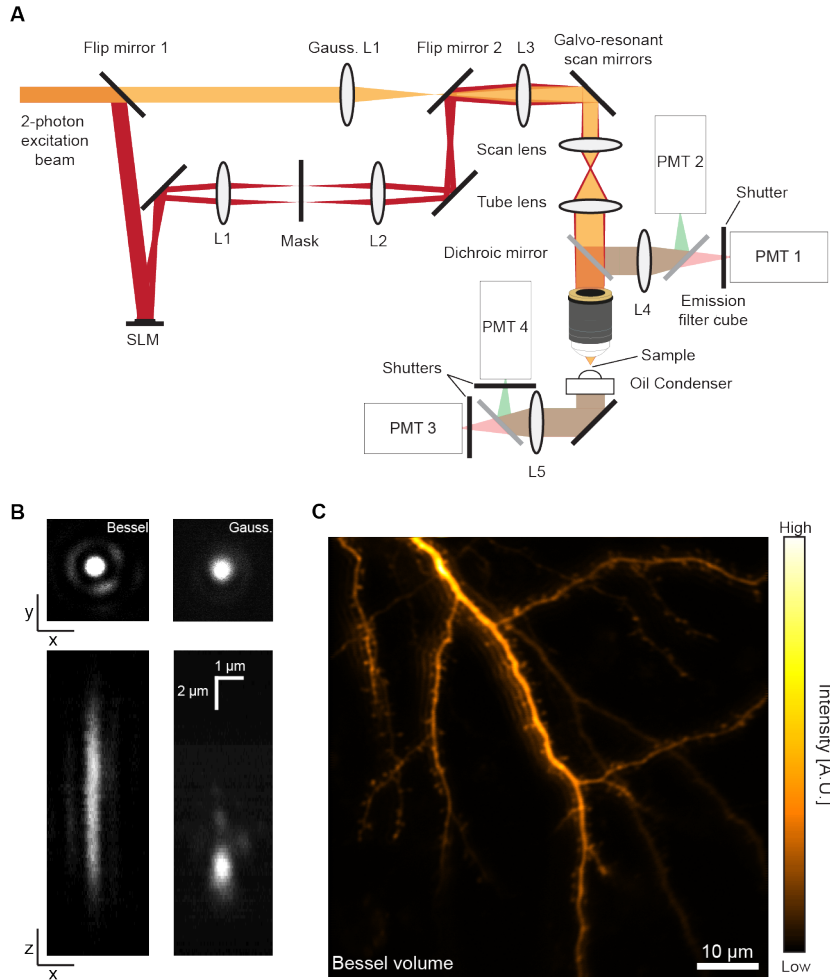 A
Flip mirror 1
Gauss. L1
Flip mirror 2
L3
Galvo-resonant
scan mirrors
2-photon
excitation
beam
Scan lens
PMT 2
Tube lens
Shutter
L1
Mask
L2
Dichroic mirror
PMT 1
L4
Emission
filter cube
SLM
PMT 4
Sample
Shutters
Oil Condenser
PMT 3
L5
B
Bessel
Gauss.
y
x
1 µm
2 µm
z
x
C
High
Intensity [A.U.]
10 µm
Bessel volume
Low